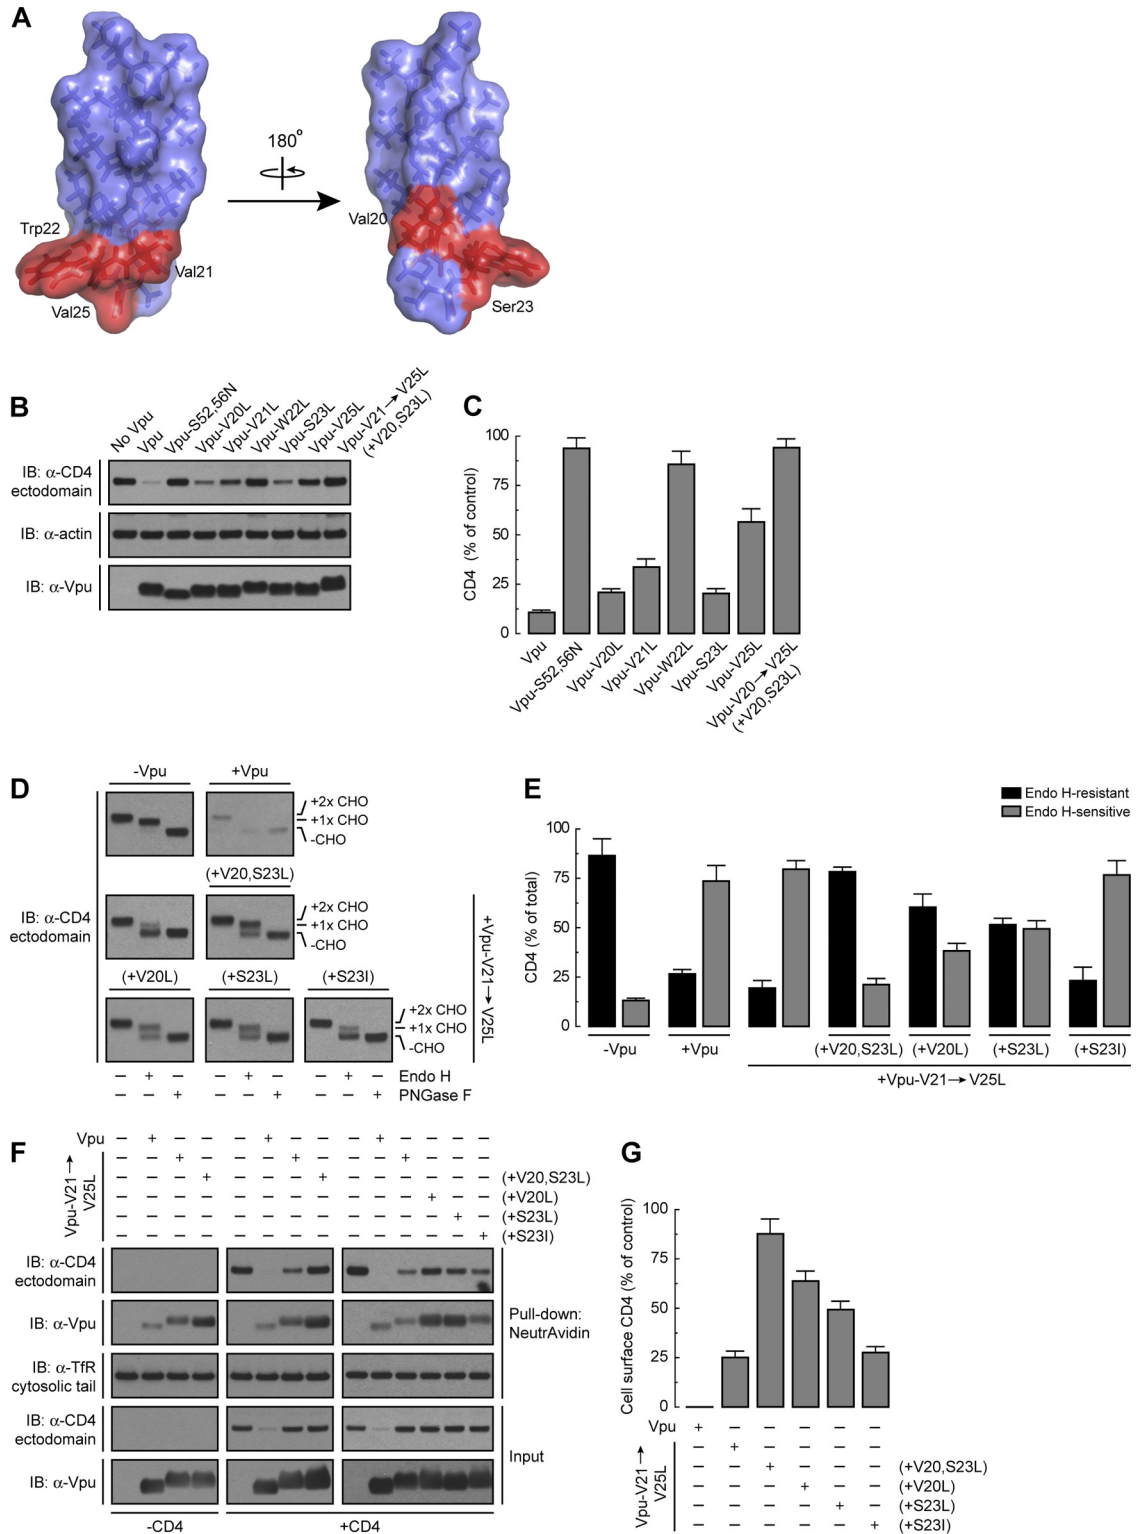 A
180°
Trp22
Val21
Val25
Val20
Ser23
B
No Vpu
Vpu
Vpu-S52,56N
Vpu-V20L
Vpu-V21L
Vpu-W22L
Vpu-S23L
Vpu-V25L
Vpu-V21→V25L
(+V20,S23L)
IB: α-CD4
ectodomain
IB: α-actin
IB: α-Vpu
C
CD4 (% of control)
100
75
50
25
0
Vpu
Vpu-S52,56N
Vpu-V20L
Vpu-V21L
Vpu-W22L
Vpu-S23L
Vpu-V25L
Vpu-V20→V25L
(+V20,S23L)
D
-Vpu
+Vpu
+2x CHO
+1x CHO
-CHO
(+V20,S23L)
IB: α-CD4
ectodomain
+2x CHO
+1x CHO
-CHO
(+V20L)
(+S23L)
(+S23I)
+2x CHO
+1x CHO
-CHO
+Vpu-V21→V25L
– + – – + – – + – Endo H
– – + – – + – – + PNGase F
E
Endo H-resistant
Endo H-sensitive
CD4 (% of total)
100
75
50
25
0
-Vpu
+Vpu
(+V20,S23L)
(+V20L)
(+S23L)
(+S23I)
+Vpu-V21→V25L
F
Vpu – + – – – + – – – + – – – – –
Vpu-V21→
V25L
– – + – – – + – – – + – – – –
– – – + – – – + – – – – – – – (+V20,S23L)
– – – – – – – – – – – + – – (+V20L)
– – – – – – – – – – – – + – (+S23L)
– – – – – – – – – – – – – + (+S23I)
IB: α-CD4
ectodomain
IB: α-Vpu
Pull-down:
NeutrAvidin
IB: α-TfR
cytosolic tail
IB: α-CD4
ectodomain
Input
IB: α-Vpu
-CD4
+CD4
G
Cell surface CD4 (% of control)
100
75
50
25
0
Vpu + – – – – –
Vpu-V21→
V25L
– + – – – –
– – + – – – (+V20,S23L)
– – – + – – (+V20L)
– – – – + – (+S23L)
– – – – – + (+S23I)